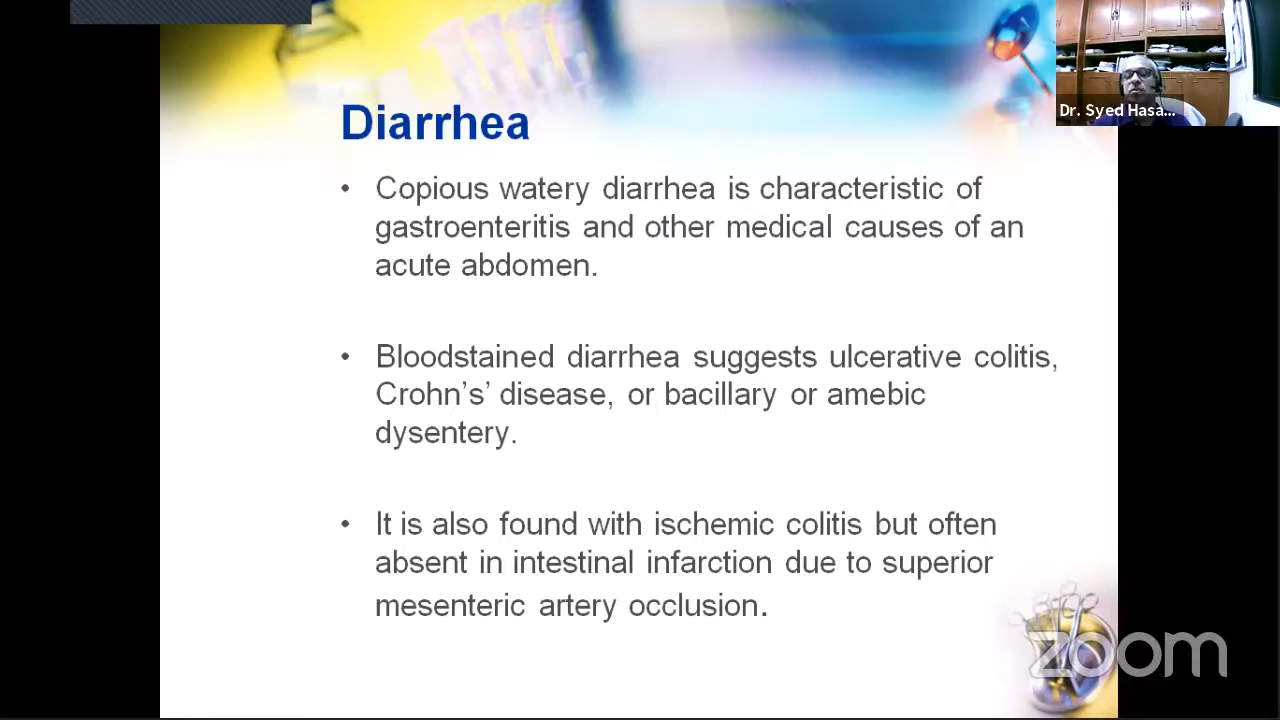 Dr. Syed Hasa...
Diarrhea
• Copious watery diarrhea is characteristic of
gastroenteritis and other medical causes of an
acute abdomen.
• Bloodstained diarrhea suggests ulcerative colitis,
Crohn’s’ disease, or bacillary or amebic
dysentery.
• It is also found with ischemic colitis but often
absent in intestinal infarction due to superior
mesenteric artery occlusion.
zoom